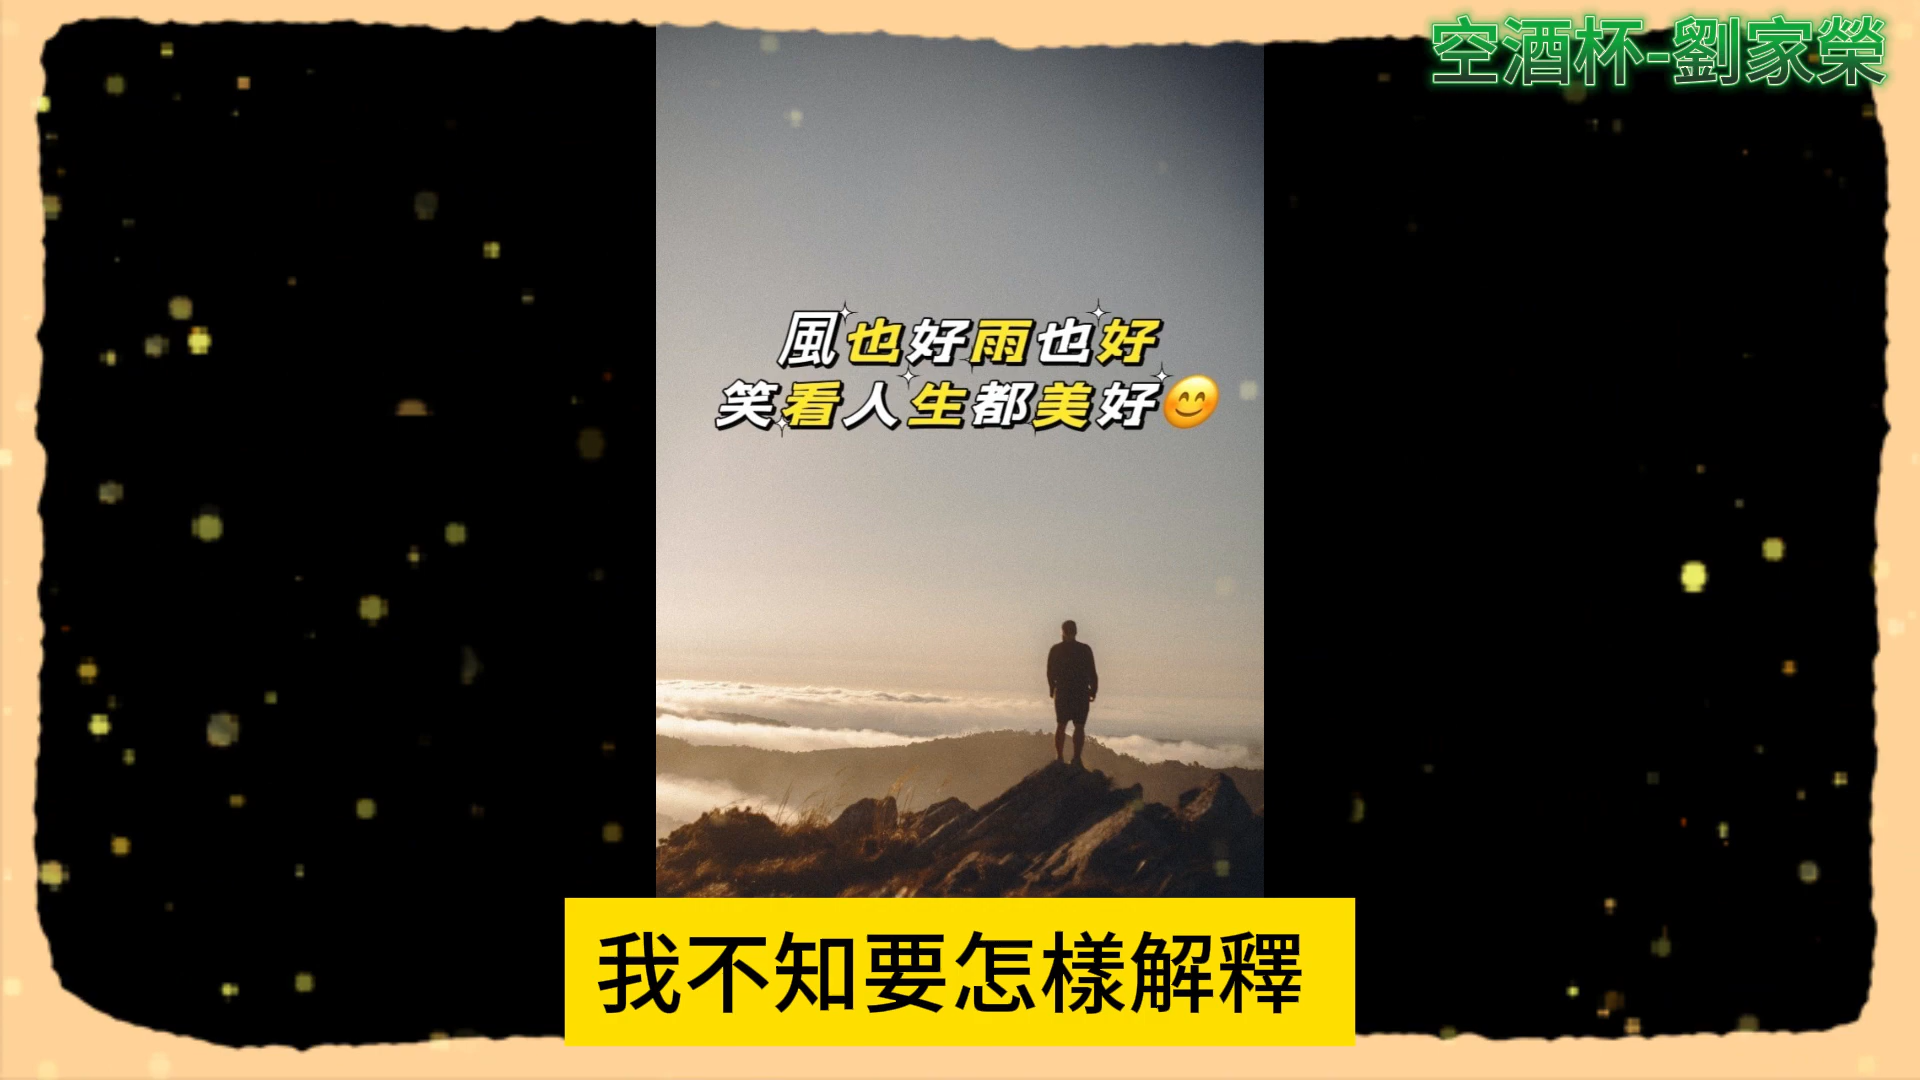 空酒杯-劉家榮
風也好雨也好
笑看人生都美好😊
我不知要怎樣解釋